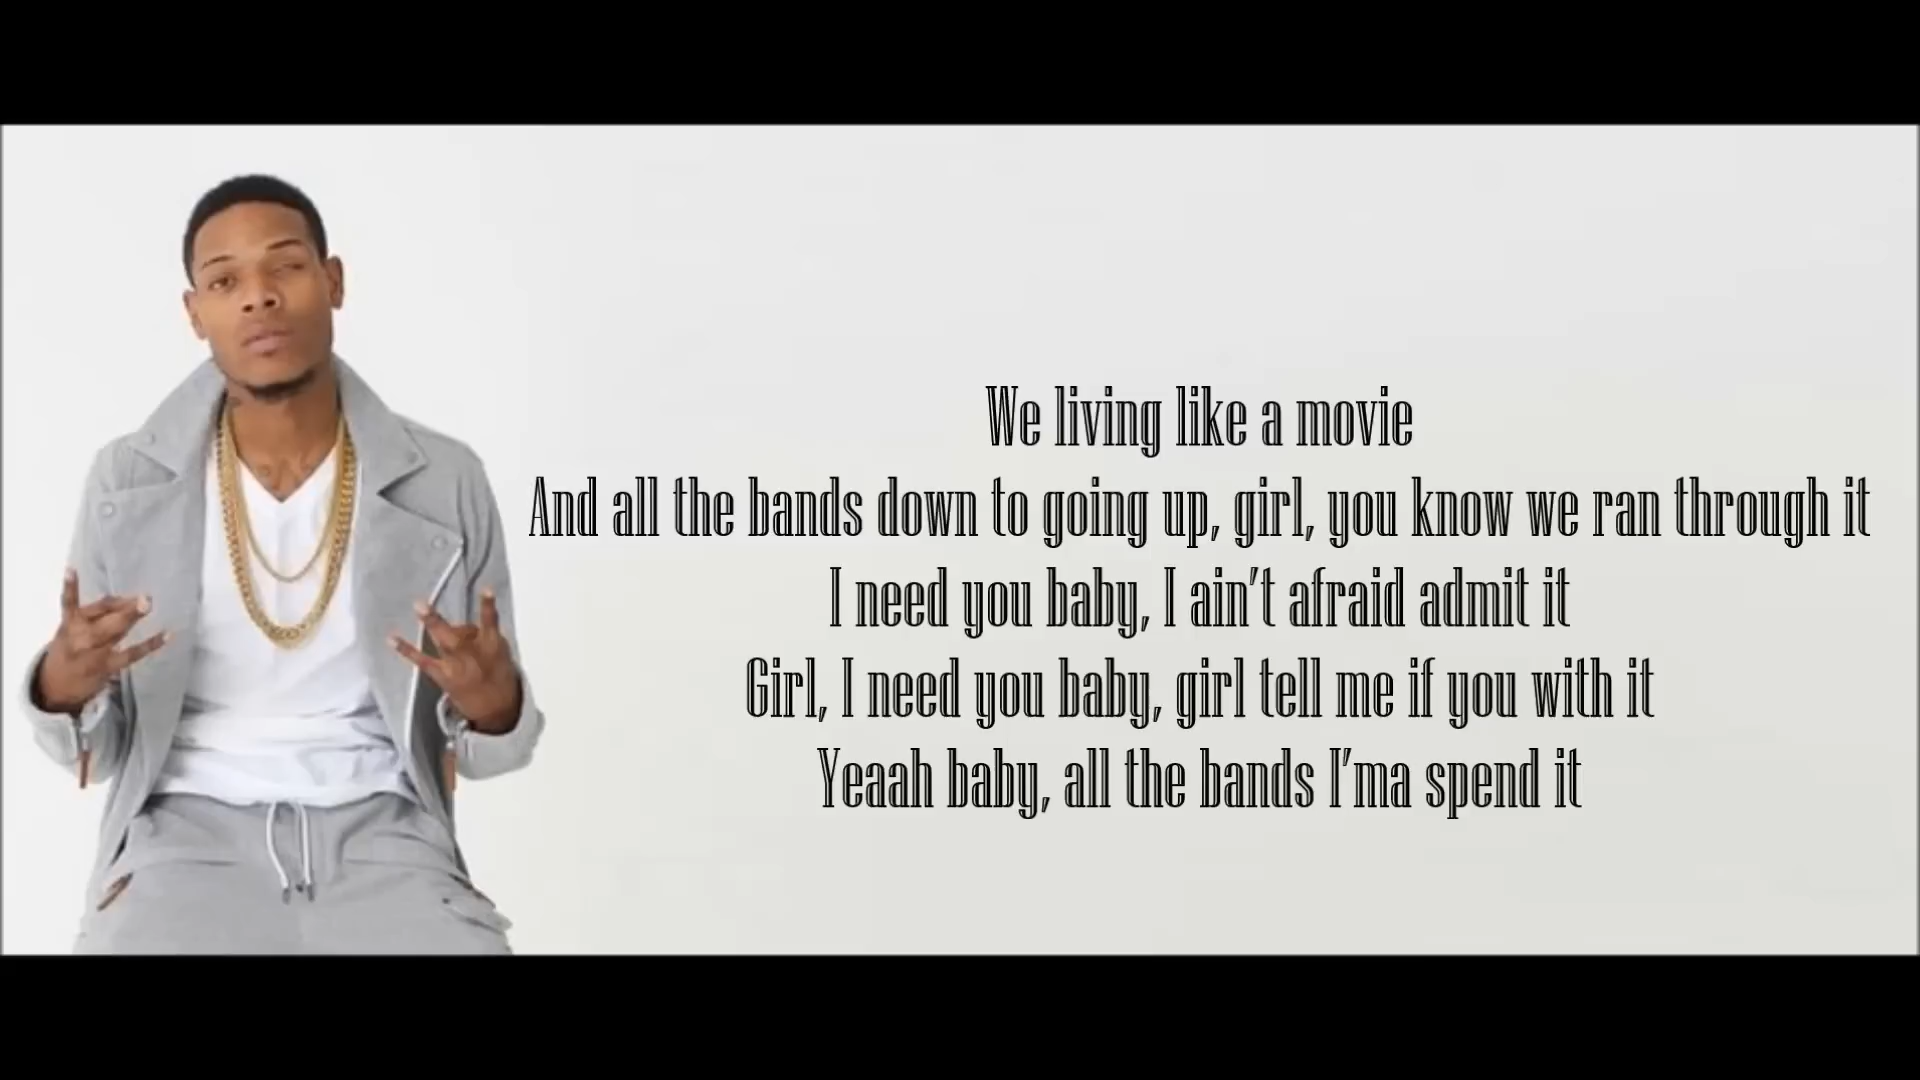 We living like a movie
And all the bands down to going up, girl, you know we ran through it
I need you baby, I ain't afraid admit it
Girl, I need you baby, girl tell me if you with it
Yeaah baby, all the bands I'ma spend it